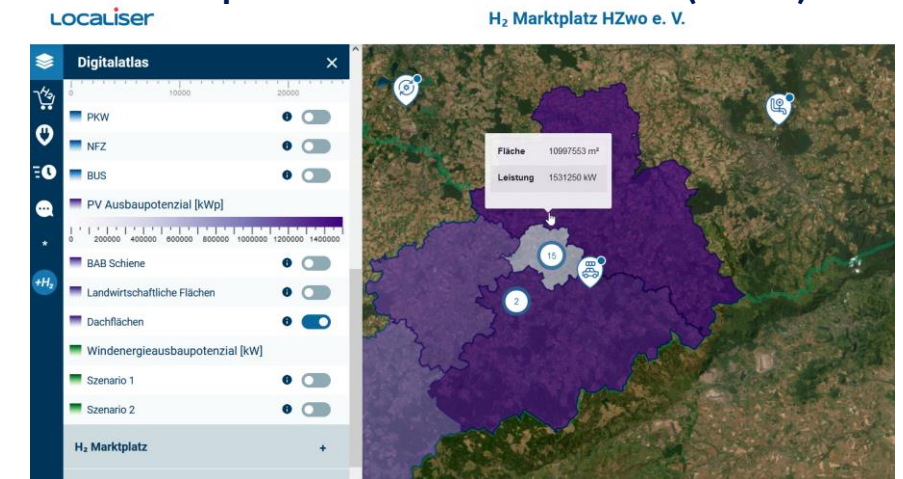 Localiser
H₂ Marktplatz HZwo e. V.
Digitalatlas
0 10000 20000
PKW
NFZ
BUS
PV Ausbaupotenzial [kWp]
0 200000 400000 600000 800000 1000000 1200000 1400000
BAB Schiene
Landwirtschaftliche Flächen
Dachflächen
Windenergieausbaupotenzial [kW]
Szenario 1
Szenario 2
H₂ Marktplatz +
+H₂
Fläche 10997553 m²
Leistung 1531250 kW
15
2